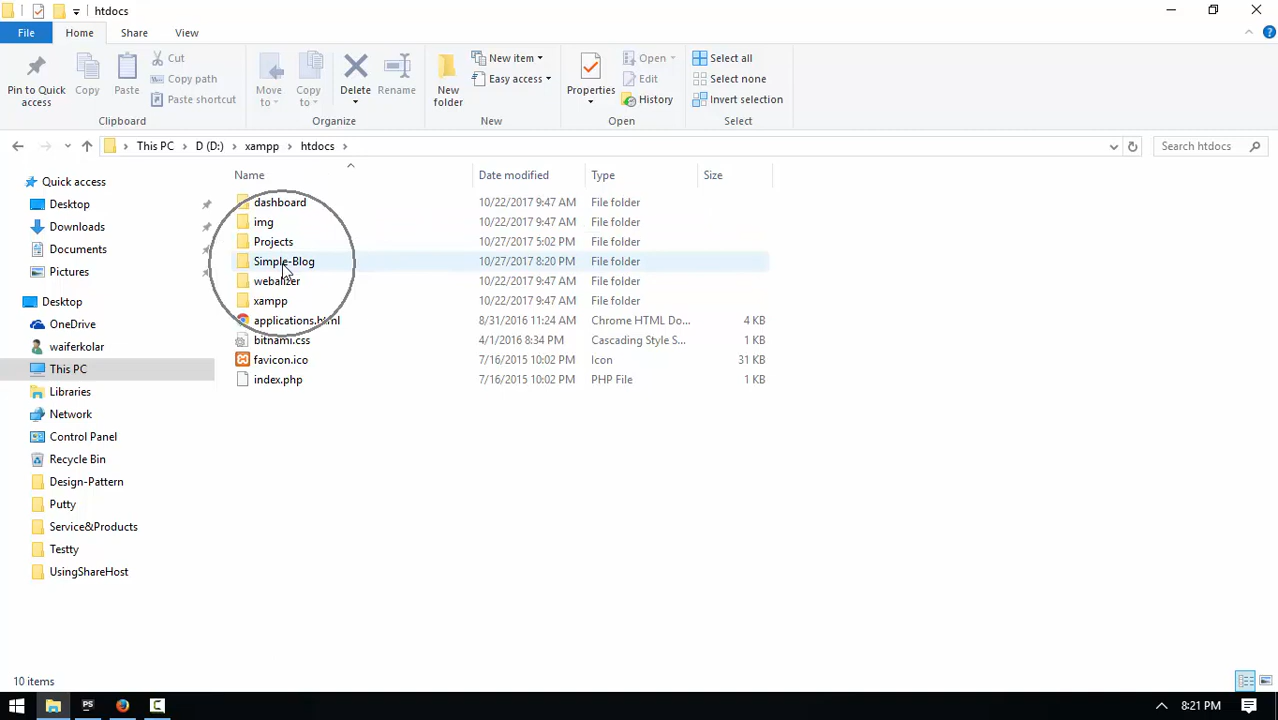 htdocs
File Home Share View
Pin to Quick access
Copy
Paste
Cut
Copy path
Paste shortcut
Clipboard
Move to
Copy to
Delete
Rename
Organize
New folder
New item
Easy access
New
Properties
Open
Edit
History
Open
Select all
Select none
Invert selection
Select
This PC D (D:) xampp htdocs
Search htdocs
Quick access
Desktop
Downloads
Documents
Pictures
Desktop
OneDrive
waiferkolar
This PC
Libraries
Network
Control Panel
Recycle Bin
Design-Pattern
Putty
Service&Products
Testty
UsingShareHost
Name Date modified Type Size
dashboard 10/22/2017 9:47 AM File folder
img 10/22/2017 9:47 AM File folder
Projects 10/27/2017 5:02 PM File folder
Simple-Blog 10/27/2017 8:20 PM File folder
webalizer 10/22/2017 9:47 AM File folder
xampp 10/22/2017 9:47 AM File folder
applications.html 8/31/2016 11:24 AM Chrome HTML Do... 4 KB
bitnami.css 4/1/2016 8:34 PM Cascading Style S... 1 KB
favicon.ico 7/16/2015 10:02 PM Icon 31 KB
index.php 7/16/2015 10:02 PM PHP File 1 KB
10 items
PS
8:21 PM